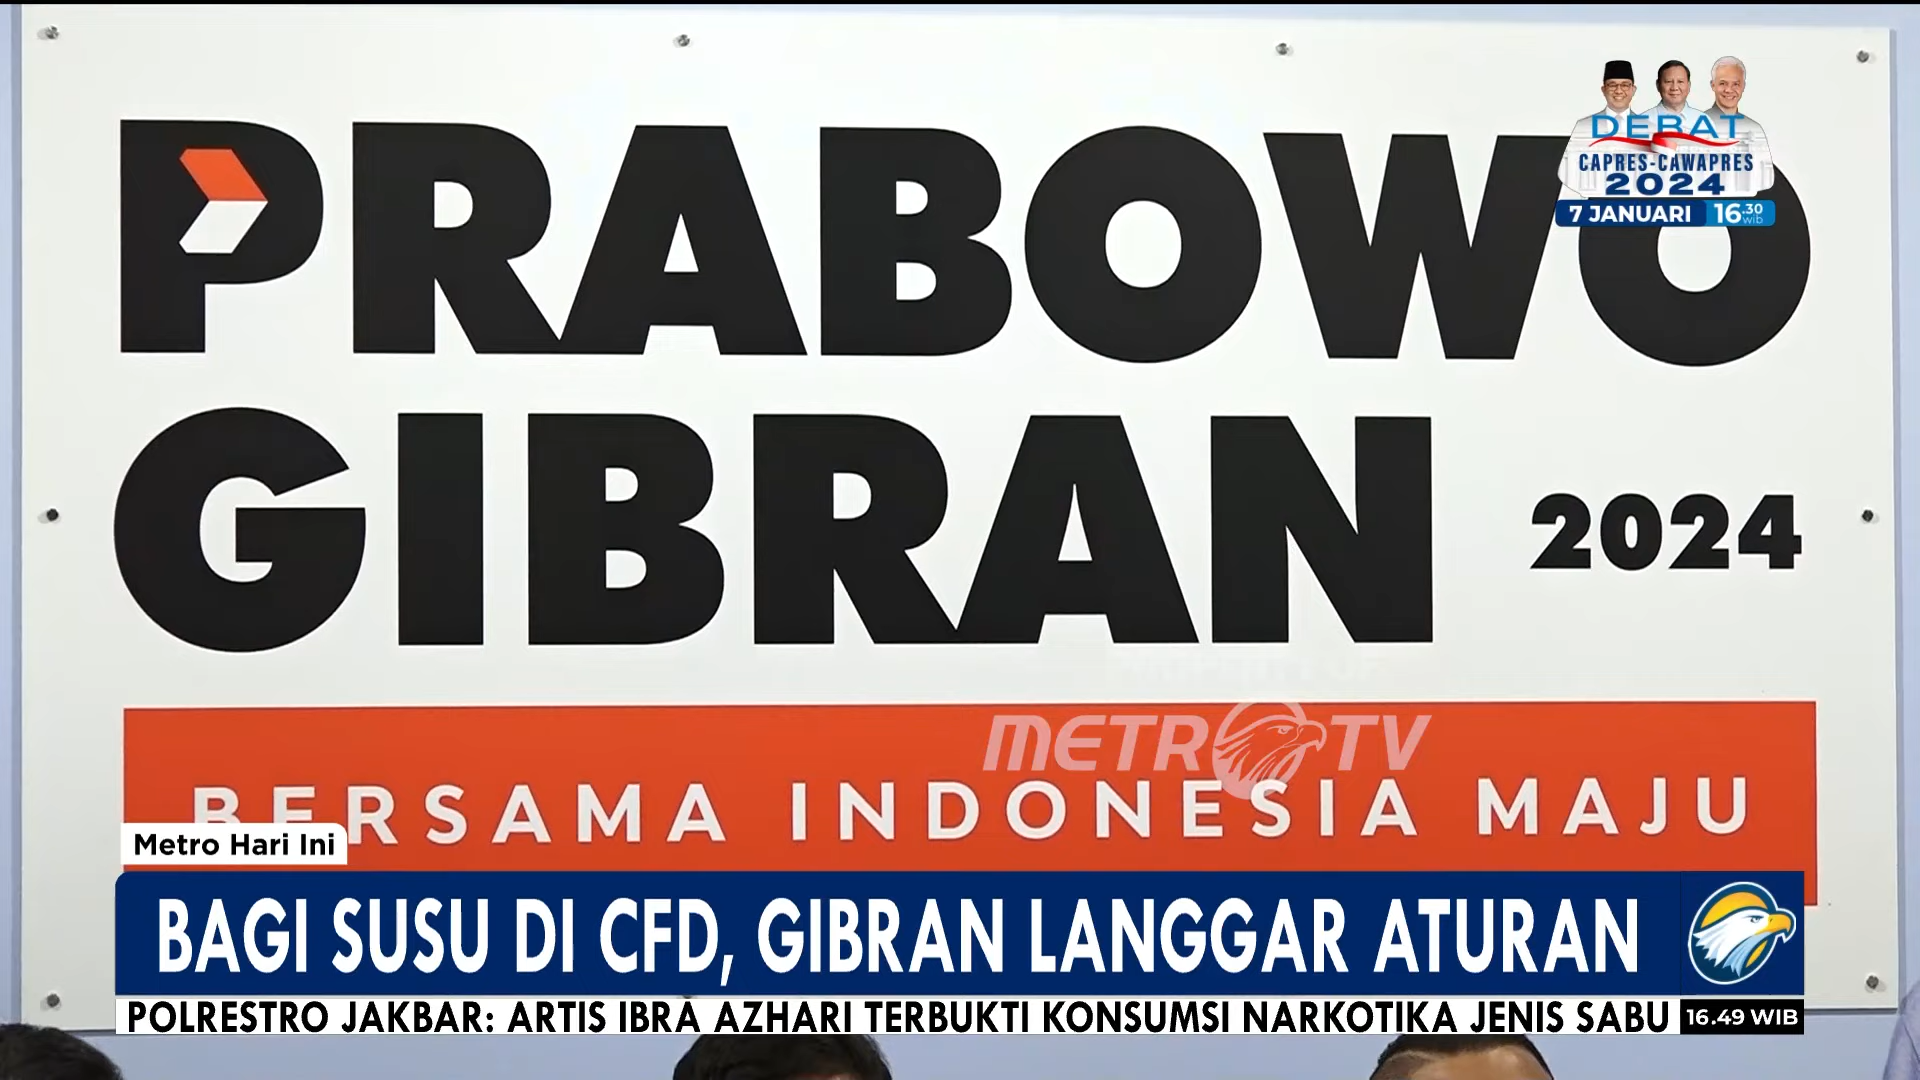 PRABOWO
GIBRAN 2024
BERSAMA INDONESIA MAJU
DEBAT
CAPRES-CAWAPRES
2024
7 JANUARI 16.30 WIB
PROPERTY OF
METRO TV
Metro Hari Ini
BAGI SUSU DI CFD, GIBRAN LANGGAR ATURAN
POLRESTRO JAKBAR: ARTIS IBRA AZHARI TERBUKTI KONSUMSI NARKOTIKA JENIS SABU 16.49 WIB